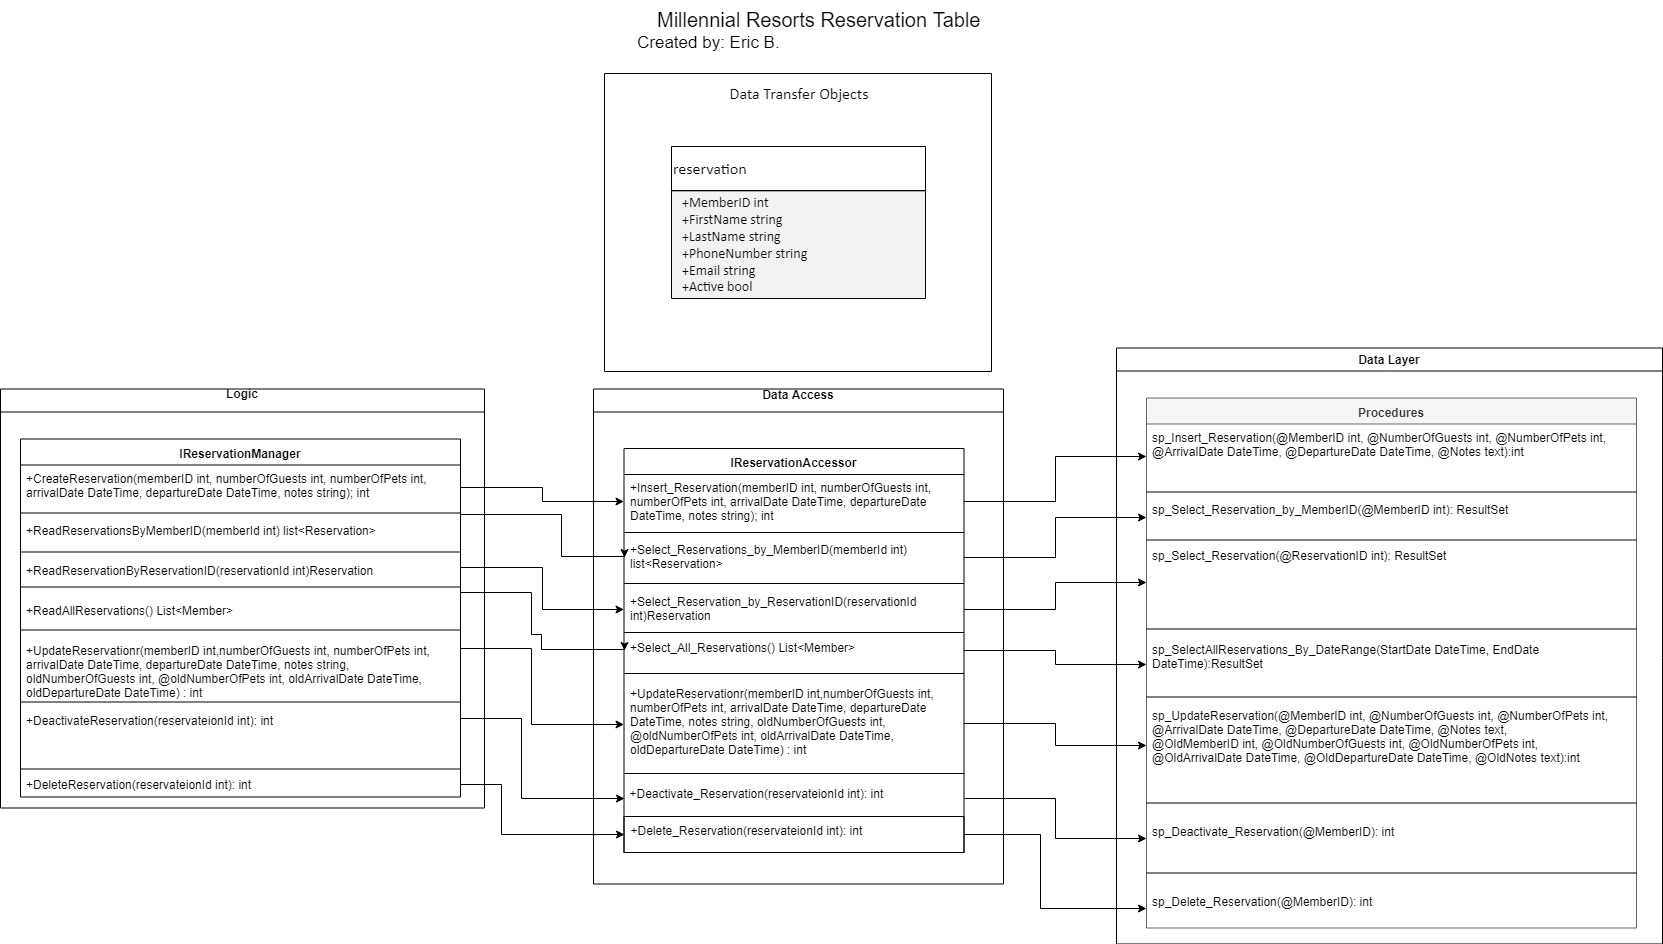 Millennial Resorts Reservation Table
Created by: Eric B.
Data Transfer Objects
reservation
+MemberID int
+FirstName string
+LastName string
+PhoneNumber string
+Email string
+Active bool
Logic
IReservationManager
+CreateReservation(memberID int, numberOfGuests int, numberOfPets int,
arrivalDate DateTime, departureDate DateTime, notes string); int
+ReadReservationsByMemberID(memberId int) list<Reservation>
+ReadReservationByReservationID(reservationId int)Reservation
+ReadAllReservations() List<Member>
+UpdateReservationr(memberID int,numberOfGuests int, numberOfPets int,
arrivalDate DateTime, departureDate DateTime, notes string,
oldNumberOfGuests int, @oldNumberOfPets int, oldArrivalDate DateTime,
oldDepartureDate DateTime) : int
+DeactivateReservation(reservateionId int): int
+DeleteReservation(reservateionId int): int
Data Access
IReservationAccessor
+Insert_Reservation(memberID int, numberOfGuests int,
numberOfPets int, arrivalDate DateTime, departureDate
DateTime, notes string); int
+Select_Reservations_by_MemberID(memberId int)
list<Reservation>
+Select_Reservation_by_ReservationID(reservationId
int)Reservation
+Select_All_Reservations() List<Member>
+UpdateReservationr(memberID int,numberOfGuests int,
numberOfPets int, arrivalDate DateTime, departureDate
DateTime, notes string, oldNumberOfGuests int,
@oldNumberOfPets int, oldArrivalDate DateTime,
oldDepartureDate DateTime) : int
+Deactivate_Reservation(reservateionId int): int
+Delete_Reservation(reservateionId int): int
Data Layer
Procedures
sp_Insert_Reservation(@MemberID int, @NumberOfGuests int, @NumberOfPets int,
@ArrivalDate DateTime, @DepartureDate DateTime, @Notes text):int
sp_Select_Reservation_by_MemberID(@MemberID int): ResultSet
sp_Select_Reservation(@ReservationID int): ResultSet
sp_SelectAllReservations_By_DateRange(StartDate DateTime, EndDate
DateTime):ResultSet
sp_UpdateReservation(@MemberID int, @NumberOfGuests int, @NumberOfPets int,
@ArrivalDate DateTime, @DepartureDate DateTime, @Notes text,
@OldMemberID int, @OldNumberOfGuests int, @OldNumberOfPets int,
@OldArrivalDate DateTime, @OldDepartureDate DateTime, @OldNotes text):int
sp_Deactivate_Reservation(@MemberID): int
sp_Delete_Reservation(@MemberID): int